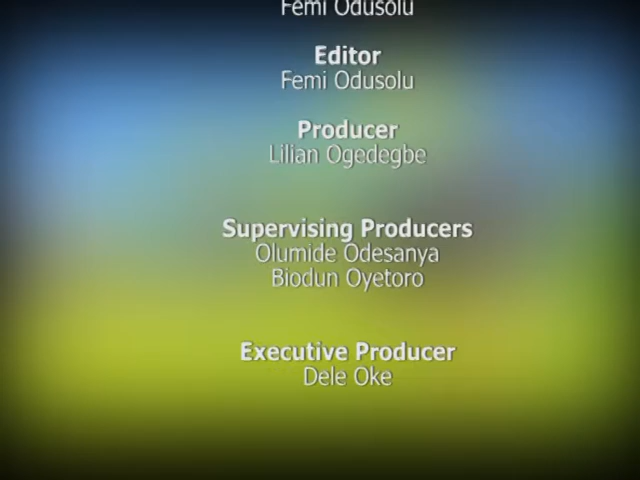 Femi Odusolu
Editor
Femi Odusolu
Producer
Lilian Ogedegbe
Supervising Producers
Olumide Odesanya
Biodun Oyetoro
Executive Producer
Dele Oke